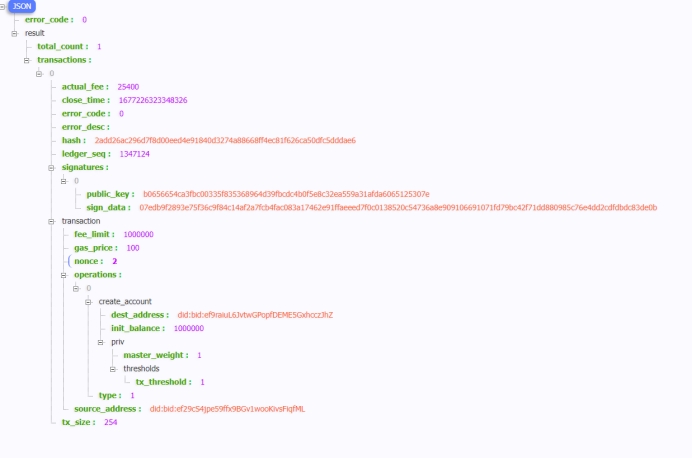 JSON
error_code : 0
result
total_count : 1
transactions :
0
actual_fee : 25400
close_time : 1677226323348326
error_code : 0
error_desc :
hash : 2add26ac296d7f8d00eed4e91840d3274a88668ff4ec81f626ca50dfc5dddae6
ledger_seq : 1347124
signatures :
0
public_key : b0656654ca3fbc00335f835368964d39fbcdc4b0f5e8c32ea559a31afda6065125307e
sign_data : 07edb9f2893e75f36c9f84c14af2a7fcb4fac083a17462e91ffaeeed7f0c0138520c54736a8e909106691071fd79bc42f71dd880985c76e4dd2cdfdbdc83de0b
transaction
fee_limit : 1000000
gas_price : 100
nonce : 2
operations :
0
create_account
dest_address : did:bid:ef9raiuL6JvtwGPopfDEME5GxhcczJhZ
init_balance : 1000000
priv
master_weight : 1
thresholds
tx_threshold : 1
type : 1
source_address : did:bid:ef29cS4jpe59ffx9BGv1wooKivsFiqfML
tx_size : 254